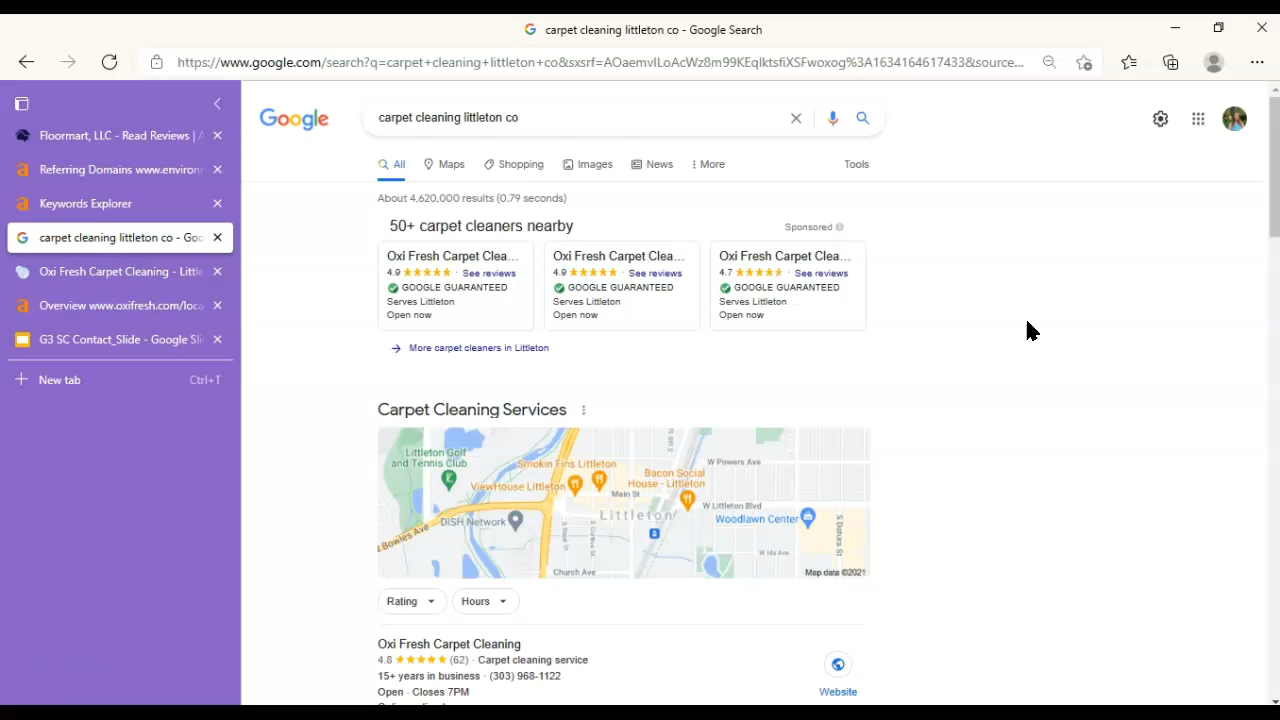 carpet cleaning littleton co - Google Search
https://www.google.com/search?q=carpet+cleaning+littleton+co&sxsrf=AOaemvILoAcWz8m99KEqIktsfiXSFwoxog%3A1634164617433&source...
Floormart, LLC - Read Reviews |
Referring Domains www.environ
Keywords Explorer
carpet cleaning littleton co - Goo
Oxi Fresh Carpet Cleaning - Little
Overview www.oxifresh.com/loca
G3 SC Contact_Slide - Google Sli
New tab Ctrl+T
Google
carpet cleaning littleton co
All Maps Shopping Images News More Tools
About 4,620,000 results (0.79 seconds)
50+ carpet cleaners nearby Sponsored
Oxi Fresh Carpet Clea...
4.9 · See reviews
GOOGLE GUARANTEED
Serves Littleton
Open now
Oxi Fresh Carpet Clea...
4.9 · See reviews
GOOGLE GUARANTEED
Serves Littleton
Open now
Oxi Fresh Carpet Clea...
4.7 · See reviews
GOOGLE GUARANTEED
Serves Littleton
Open now
More carpet cleaners in Littleton
Carpet Cleaning Services
Littleton Golf
and Tennis Club
Smokin Fins Littleton
ViewHouse Littleton
Bacon Social
House - Littleton
W Powers Ave
Main St
W Littleton Blvd
Littleton
Woodlawn Center
DISH Network
W Bowles Ave
W Ida Ave
S Datura St
Church Ave
Map data ©2021
Rating Hours
Oxi Fresh Carpet Cleaning
4.8 (62) · Carpet cleaning service
15+ years in business · (303) 968-1122
Open · Closes 7PM
Website